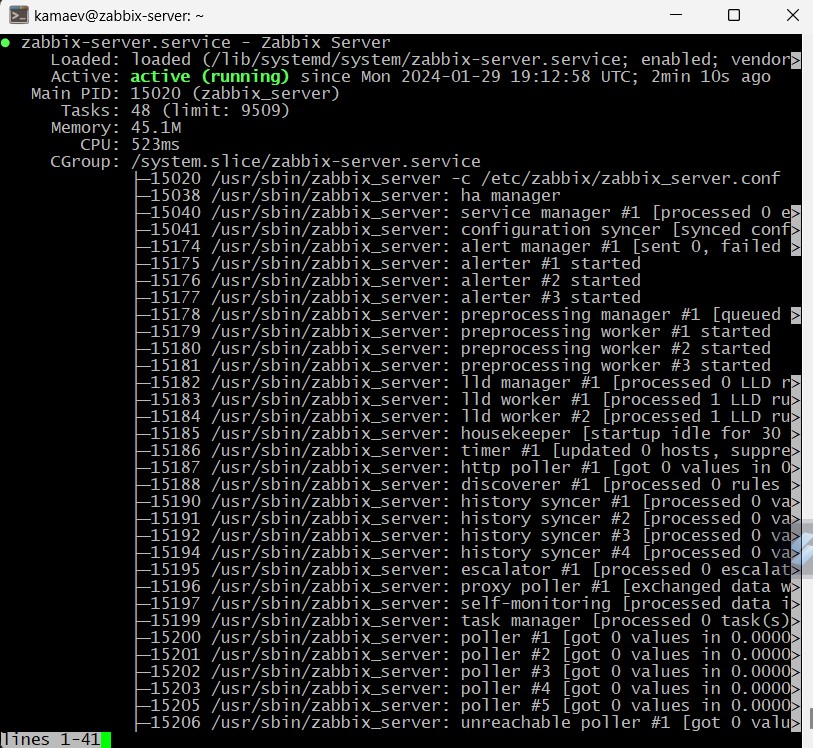 kamaev@zabbix-server: ~
● zabbix-server.service - Zabbix Server
Loaded: loaded (/lib/systemd/system/zabbix-server.service; enabled; vendor>
Active: active (running) since Mon 2024-01-29 19:12:58 UTC; 2min 10s ago
Main PID: 15020 (zabbix_server)
Tasks: 48 (limit: 9509)
Memory: 45.1M
CPU: 523ms
CGroup: /system.slice/zabbix-server.service
├─15020 /usr/sbin/zabbix_server -c /etc/zabbix/zabbix_server.conf
├─15038 /usr/sbin/zabbix_server: ha manager
├─15040 /usr/sbin/zabbix_server: service manager #1 [processed 0 e>
├─15041 /usr/sbin/zabbix_server: configuration syncer [synced conf>
├─15174 /usr/sbin/zabbix_server: alert manager #1 [sent 0, failed >
├─15175 /usr/sbin/zabbix_server: alerter #1 started
├─15176 /usr/sbin/zabbix_server: alerter #2 started
├─15177 /usr/sbin/zabbix_server: alerter #3 started
├─15178 /usr/sbin/zabbix_server: preprocessing manager #1 [queued >
├─15179 /usr/sbin/zabbix_server: preprocessing worker #1 started
├─15180 /usr/sbin/zabbix_server: preprocessing worker #2 started
├─15181 /usr/sbin/zabbix_server: preprocessing worker #3 started
├─15182 /usr/sbin/zabbix_server: lld manager #1 [processed 0 LLD r>
├─15183 /usr/sbin/zabbix_server: lld worker #1 [processed 1 LLD ru>
├─15184 /usr/sbin/zabbix_server: lld worker #2 [processed 1 LLD ru>
├─15185 /usr/sbin/zabbix_server: housekeeper [startup idle for 30 >
├─15186 /usr/sbin/zabbix_server: timer #1 [updated 0 hosts, suppre>
├─15187 /usr/sbin/zabbix_server: http poller #1 [got 0 values in 0>
├─15188 /usr/sbin/zabbix_server: discoverer #1 [processed 0 rules >
├─15190 /usr/sbin/zabbix_server: history syncer #1 [processed 0 va>
├─15191 /usr/sbin/zabbix_server: history syncer #2 [processed 0 va>
├─15192 /usr/sbin/zabbix_server: history syncer #3 [processed 0 va>
├─15194 /usr/sbin/zabbix_server: history syncer #4 [processed 0 va>
├─15195 /usr/sbin/zabbix_server: escalator #1 [processed 0 escalat>
├─15196 /usr/sbin/zabbix_server: proxy poller #1 [exchanged data w>
├─15197 /usr/sbin/zabbix_server: self-monitoring [processed data i>
├─15199 /usr/sbin/zabbix_server: task manager [processed 0 task(s)>
├─15200 /usr/sbin/zabbix_server: poller #1 [got 0 values in 0.0000>
├─15201 /usr/sbin/zabbix_server: poller #2 [got 0 values in 0.0000>
├─15202 /usr/sbin/zabbix_server: poller #3 [got 0 values in 0.0000>
├─15203 /usr/sbin/zabbix_server: poller #4 [got 0 values in 0.0000>
├─15205 /usr/sbin/zabbix_server: poller #5 [got 0 values in 0.0000>
├─15206 /usr/sbin/zabbix_server: unreachable poller #1 [got 0 valu>
lines 1-41